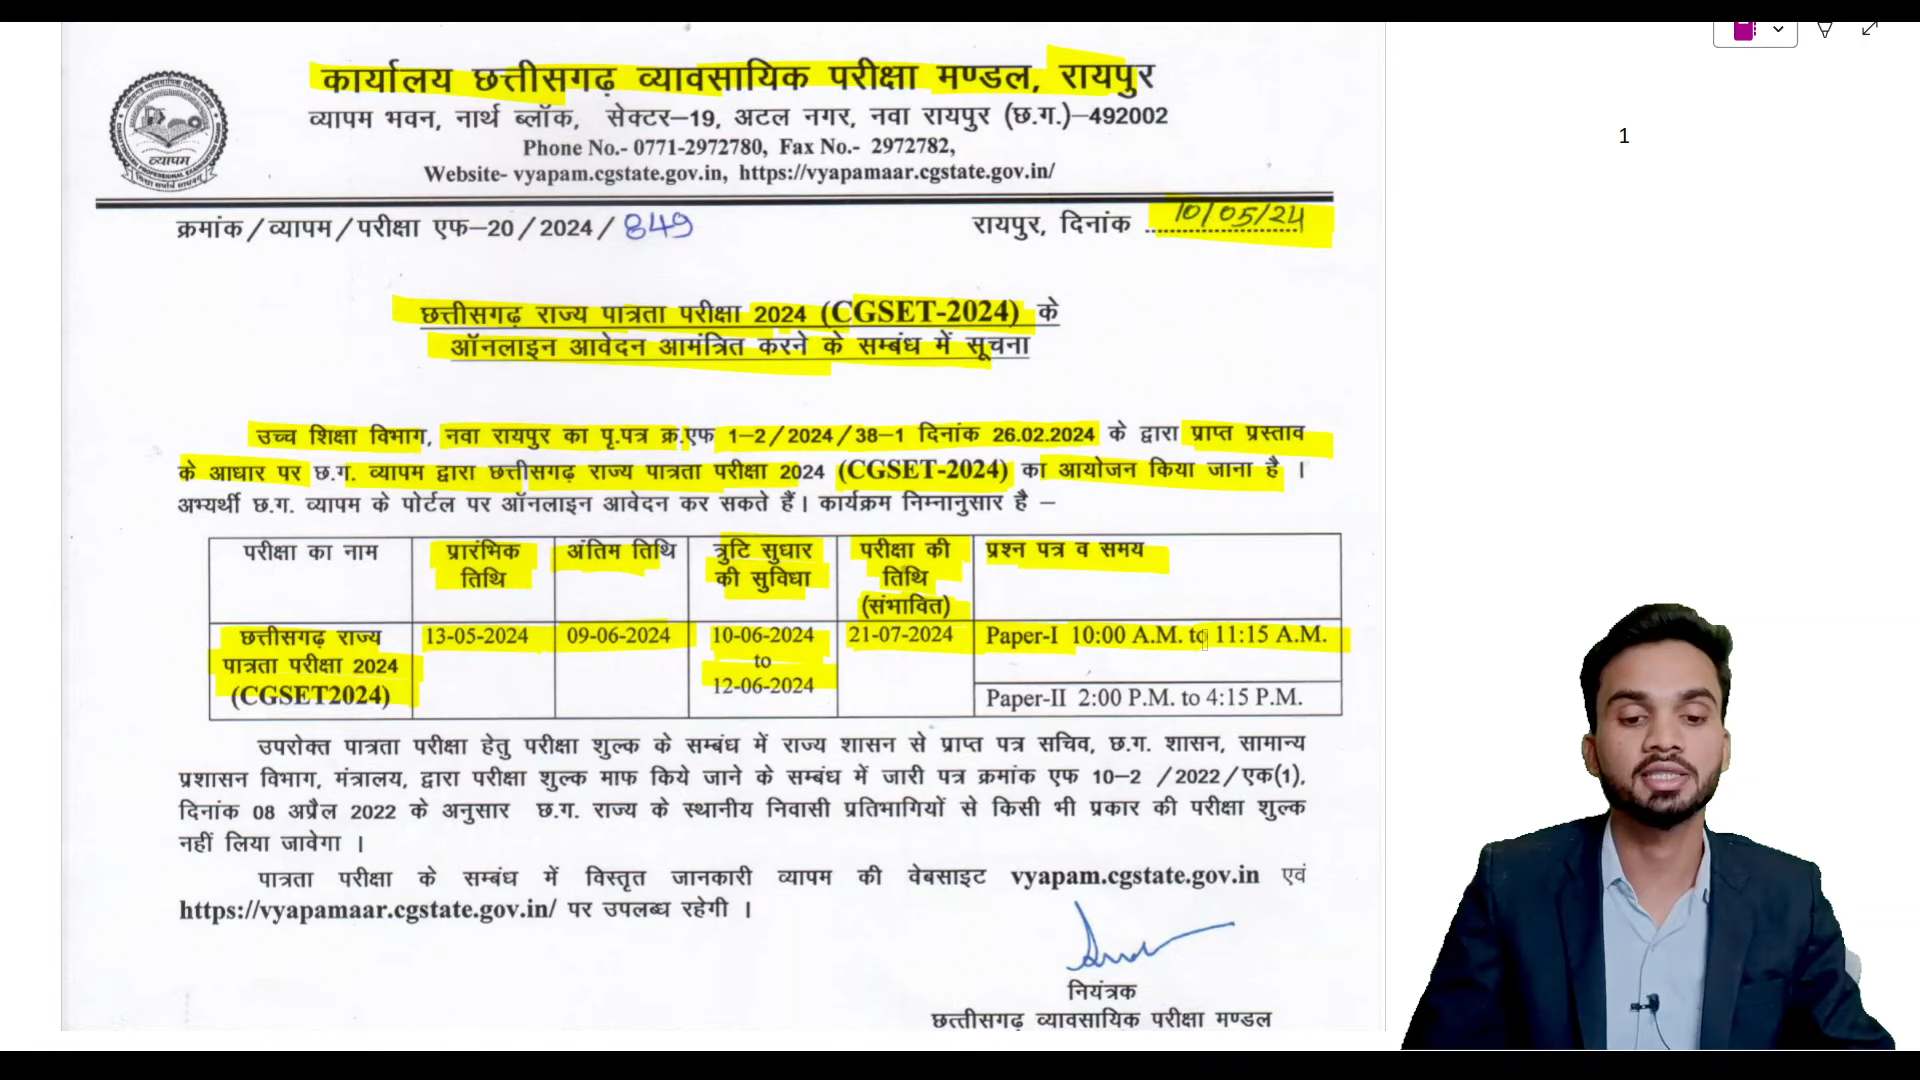 कार्यालय छत्तीसगढ़ व्यावसायिक परीक्षा मण्डल, रायपुर
व्यापम भवन, नार्थ ब्लॉक, सेक्टर–19, अटल नगर, नवा रायपुर (छ.ग.)–492002
Phone No.- 0771-2972780, Fax No.- 2972782,
Website- vyapam.cgstate.gov.in, https://vyapamaar.cgstate.gov.in/
व्यापम
क्रमांक/व्यापम/परीक्षा एफ–20/2024/849
रायपुर, दिनांक 10/05/24
1
छत्तीसगढ़ राज्य पात्रता परीक्षा 2024 (CGSET-2024) के
ऑनलाइन आवेदन आमंत्रित करने के सम्बंध में सूचना
उच्च शिक्षा विभाग, नवा रायपुर का पृ.पत्र क्र.एफ 1–2/2024/38–1 दिनांक 26.02.2024 के द्वारा प्राप्त प्रस्ताव
के आधार पर छ.ग. व्यापम द्वारा छत्तीसगढ़ राज्य पात्रता परीक्षा 2024 (CGSET-2024) का आयोजन किया जाना है ।
अभ्यर्थी छ.ग. व्यापम के पोर्टल पर ऑनलाइन आवेदन कर सकते हैं। कार्यक्रम निम्नानुसार है –
परीक्षा का नाम
प्रारंभिक
तिथि
अंतिम तिथि
त्रुटि सुधार
की सुविधा
परीक्षा की
तिथि
(संभावित)
प्रश्न पत्र व समय
छत्तीसगढ़ राज्य
पात्रता परीक्षा 2024
(CGSET2024)
13-05-2024
09-06-2024
10-06-2024
to
12-06-2024
21-07-2024
Paper-I 10:00 A.M. to 11:15 A.M.
Paper-II 2:00 P.M. to 4:15 P.M.
उपरोक्त पात्रता परीक्षा हेतु परीक्षा शुल्क के सम्बंध में राज्य शासन से प्राप्त पत्र सचिव, छ.ग. शासन, सामान्य
प्रशासन विभाग, मंत्रालय, द्वारा परीक्षा शुल्क माफ किये जाने के सम्बंध में जारी पत्र क्रमांक एफ 10–2 /2022/एक(1),
दिनांक 08 अप्रैल 2022 के अनुसार छ.ग. राज्य के स्थानीय निवासी प्रतिभागियों से किसी भी प्रकार की परीक्षा शुल्क
नहीं लिया जावेगा ।
पात्रता परीक्षा के सम्बंध में विस्तृत जानकारी व्यापम की वेबसाइट vyapam.cgstate.gov.in एवं
https://vyapamaar.cgstate.gov.in/ पर उपलब्ध रहेगी ।
नियंत्रक
छत्तीसगढ़ व्यावसायिक परीक्षा मण्डल